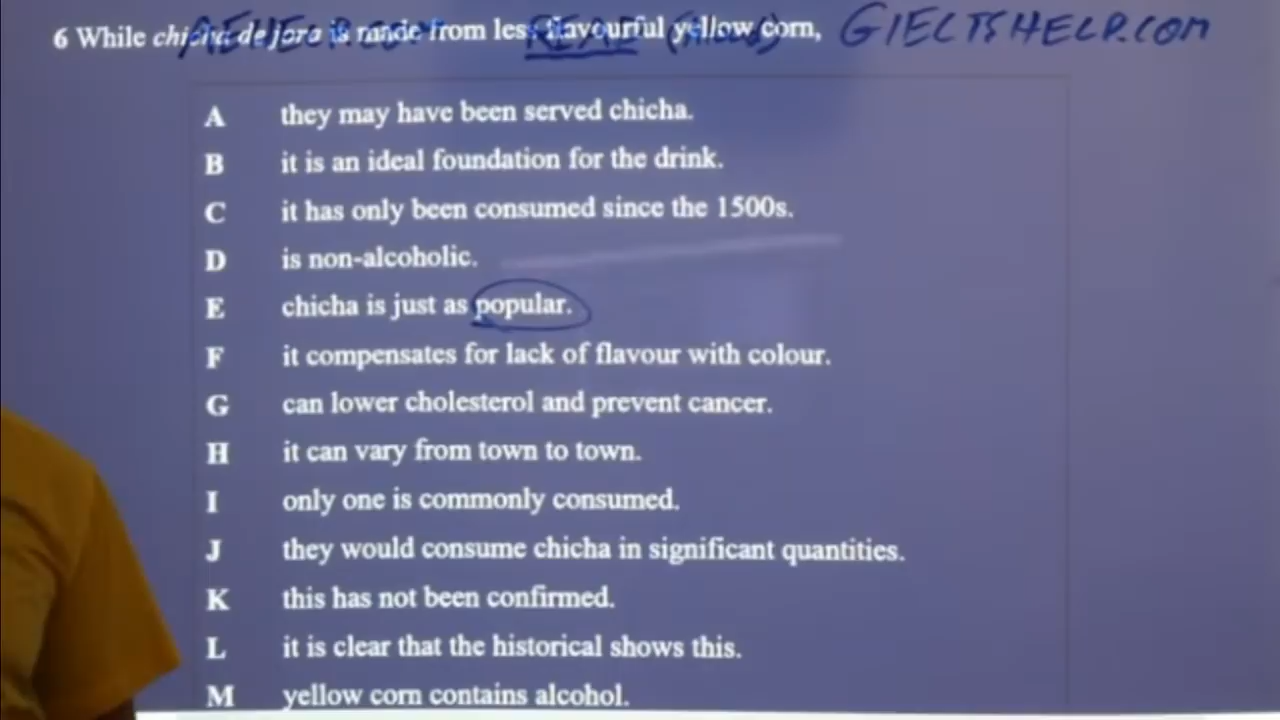 6 While chicha de jora is made from less flavourful yellow corn,
AEHELP.COM READ GIELTSHELP.COM
A they may have been served chicha.
B it is an ideal foundation for the drink.
C it has only been consumed since the 1500s.
D is non-alcoholic.
E chicha is just as popular.
F it compensates for lack of flavour with colour.
G can lower cholesterol and prevent cancer.
H it can vary from town to town.
I only one is commonly consumed.
J they would consume chicha in significant quantities.
K this has not been confirmed.
L it is clear that the historical shows this.
M yellow corn contains alcohol.